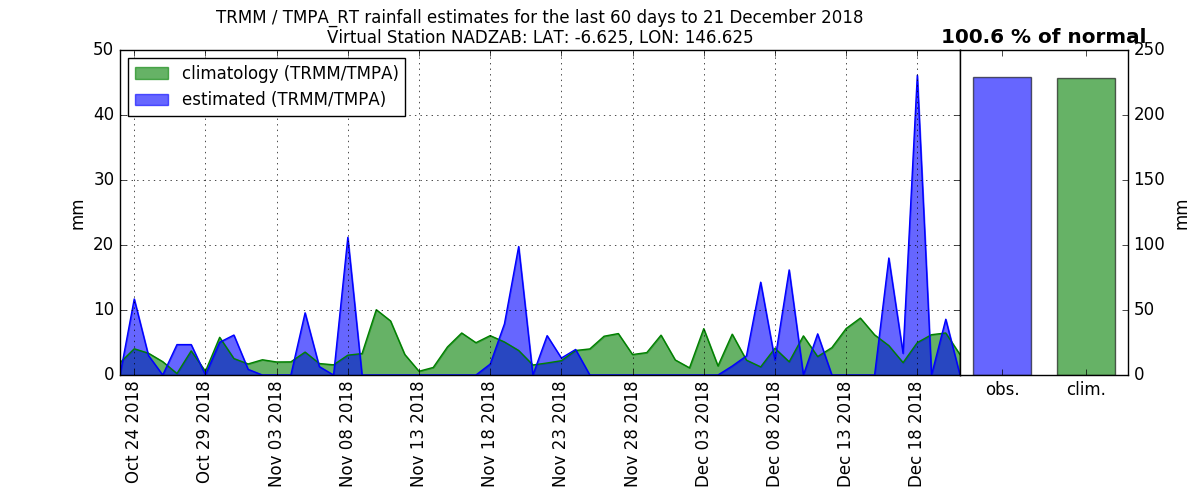 TRMM / TMPA_RT rainfall estimates for the last 60 days to 21 December 2018
Virtual Station NADZAB: LAT: -6.625, LON: 146.625
100.6 % of normal
climatology (TRMM/TMPA)
estimated (TRMM/TMPA)
50
40
30
20
10
0
mm
Oct 24 2018
Oct 29 2018
Nov 03 2018
Nov 08 2018
Nov 13 2018
Nov 18 2018
Nov 23 2018
Nov 28 2018
Dec 03 2018
Dec 08 2018
Dec 13 2018
Dec 18 2018
obs.
clim.
250
200
150
100
50
0
mm